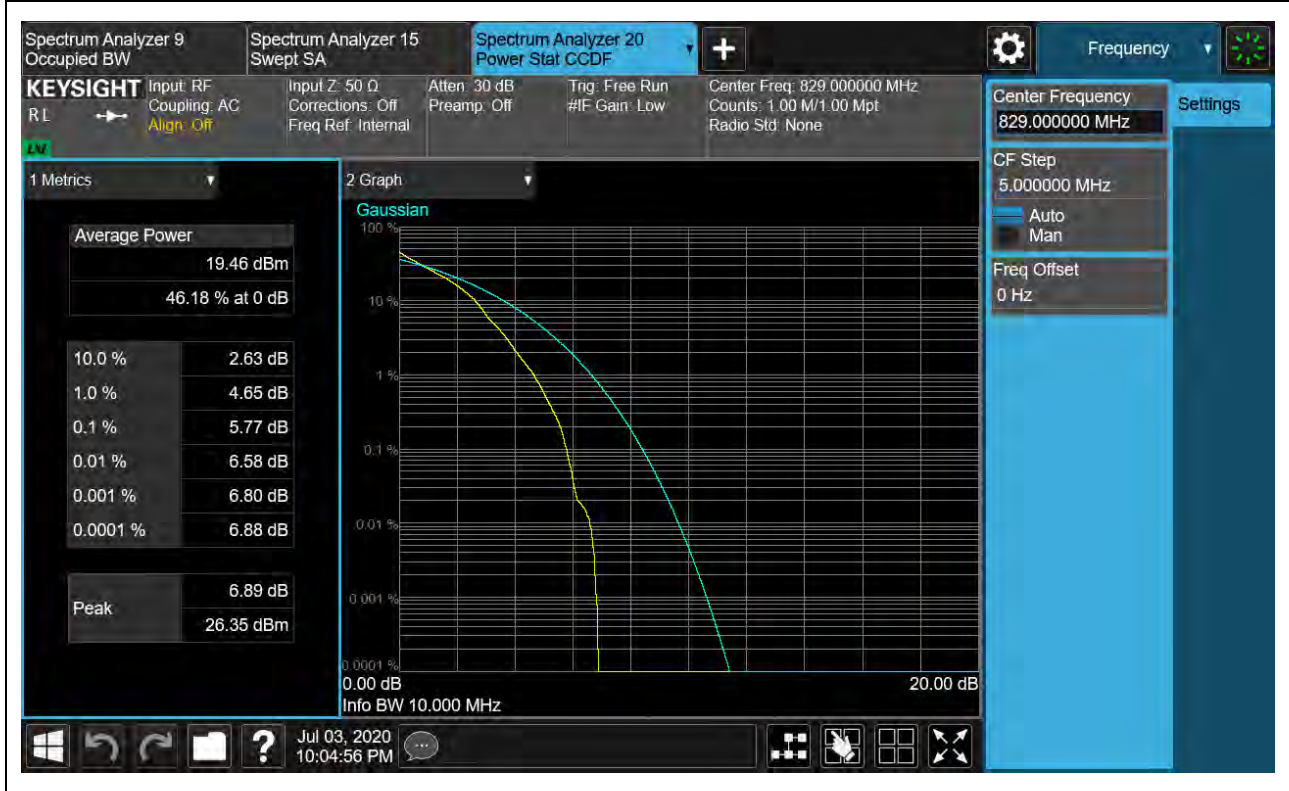 Spectrum Analyzer 9
Occupied BW
Spectrum Analyzer 15
Swept SA
Spectrum Analyzer 20
Power Stat CCDF
Frequency
KEYSIGHT
RL
Input: RF
Coupling: AC
Align: Off
Input Z: 50 Ω
Corrections: Off
Freq Ref: Internal
Atten: 30 dB
Preamp: Off
Trig: Free Run
#IF Gain: Low
Center Freq: 829.000000 MHz
Counts: 1.00 M/1.00 Mpt
Radio Std: None
Center Frequency
829.000000 MHz
Settings
CF Step
5.000000 MHz
Auto
Man
Freq Offset
0 Hz
1 Metrics
Average Power
19.46 dBm
46.18 % at 0 dB
10.0 % 2.63 dB
1.0 % 4.65 dB
0.1 % 5.77 dB
0.01 % 6.58 dB
0.001 % 6.80 dB
0.0001 % 6.88 dB
Peak
6.89 dB
26.35 dBm
2 Graph
Gaussian
100 %
10 %
1 %
0.1 %
0.01 %
0.001 %
0.0001 %
0.00 dB 20.00 dB
Info BW 10.000 MHz
?
Jul 03, 2020
10:04:56 PM